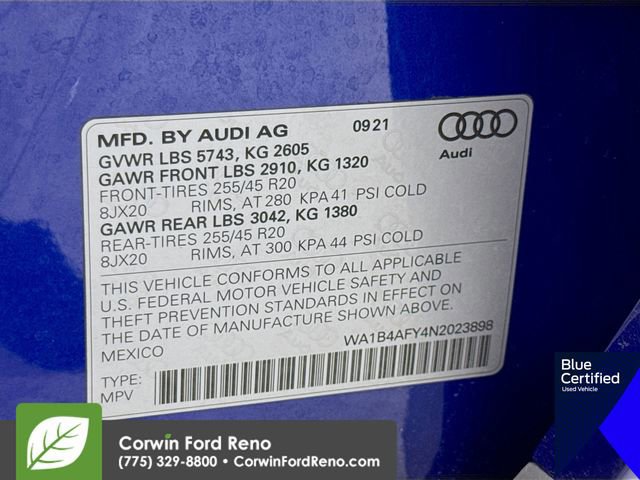 MFD. BY AUDI AG 09 21
GVWR LBS 5743, KG 2605
GAWR FRONT LBS 2910, KG 1320
FRONT-TIRES 255/45 R20
8JX20 RIMS, AT 280 KPA 41 PSI COLD
GAWR REAR LBS 3042, KG 1380
REAR-TIRES 255/45 R20
8JX20 RIMS, AT 300 KPA 44 PSI COLD
THIS VEHICLE CONFORMS TO ALL APPLICABLE
U.S. FEDERAL MOTOR VEHICLE SAFETY AND
THEFT PREVENTION STANDARDS IN EFFECT ON
THE DATE OF MANUFACTURE SHOWN ABOVE.
MEXICO WA1B4AFY4N2023898
TYPE:
MPV
Audi
Blue
Certified
Used Vehicle
Corwin Ford Reno
(775) 329-8800 • CorwinFordReno.com